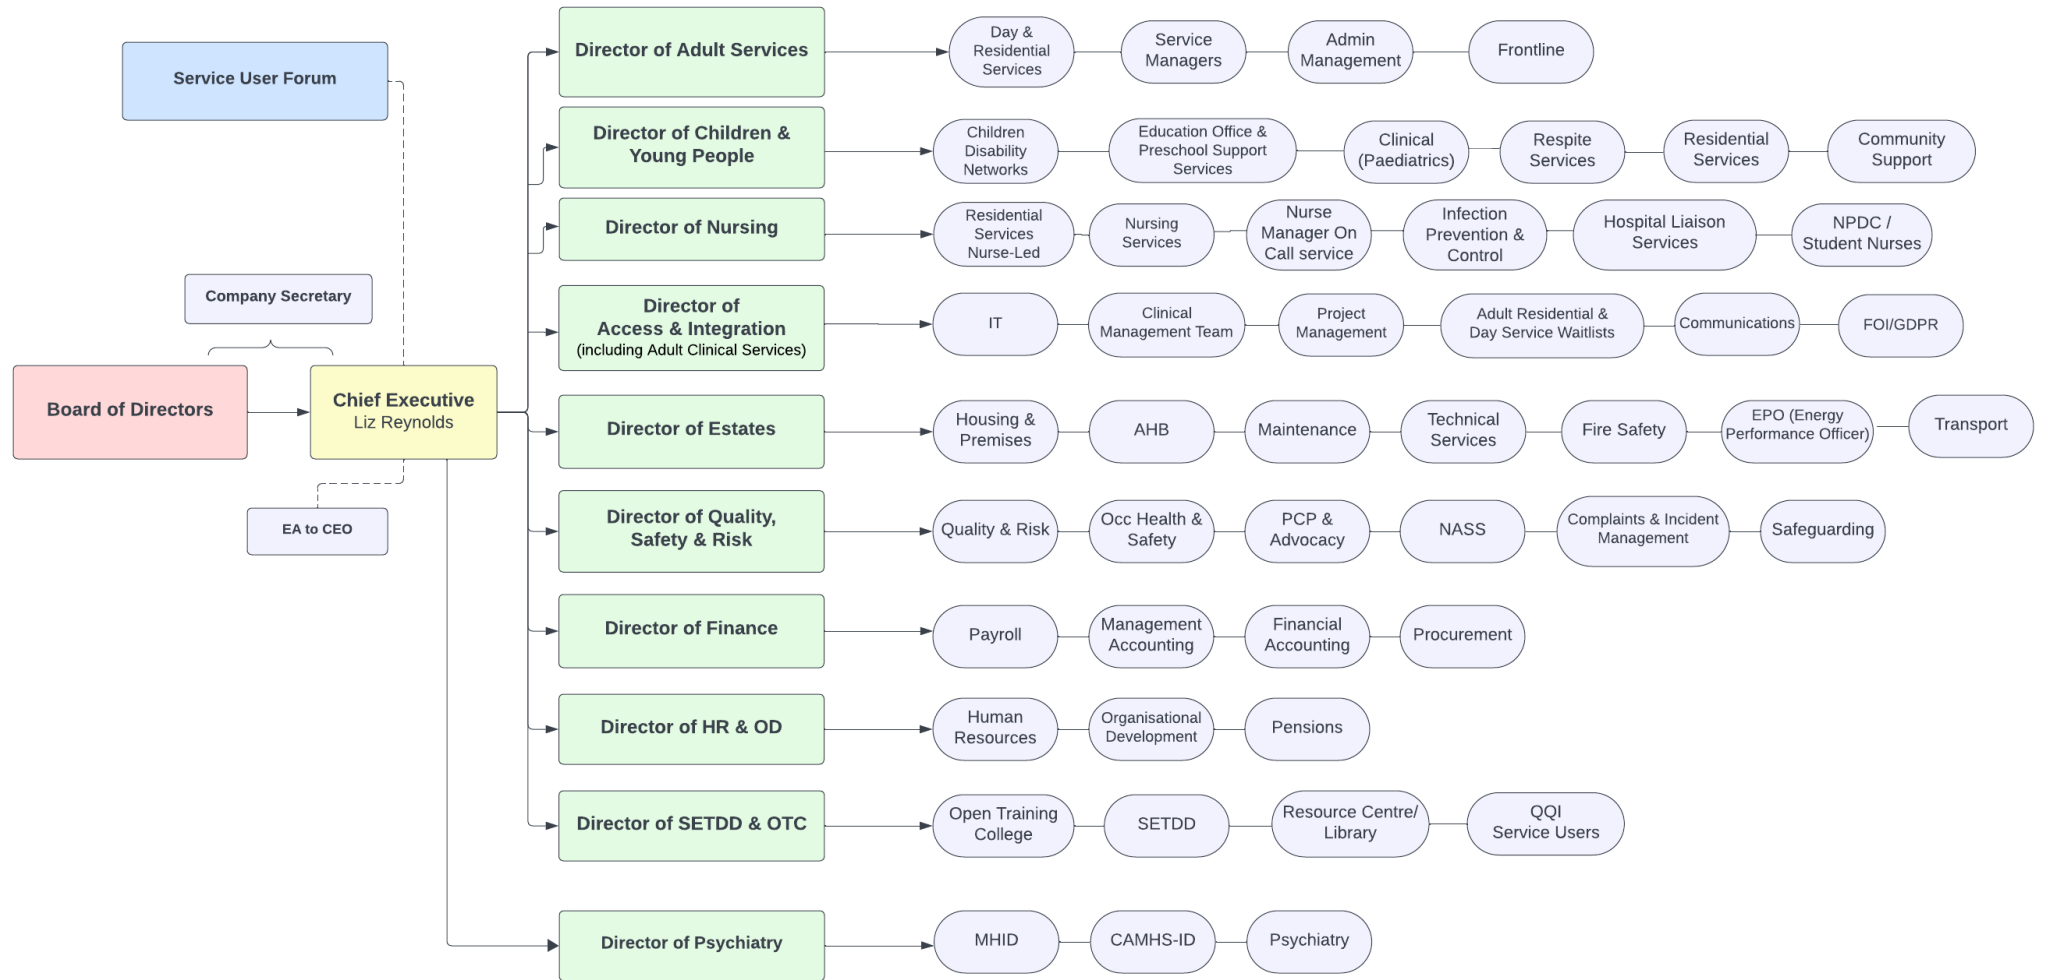 Service User Forum
Company Secretary
Board of Directors
Chief Executive
Liz Reynolds
EA to CEO
Director of Adult Services
Day &
Residential
Services
Service
Managers
Admin
Management
Frontline
Director of Children &
Young People
Children
Disability
Networks
Education Office &
Preschool Support
Services
Clinical
(Paediatrics)
Respite
Services
Residential
Services
Community
Support
Director of Nursing
Residential
Services
Nurse-Led
Nursing
Services
Nurse
Manager On
Call service
Infection
Prevention &
Control
Hospital Liaison
Services
NPDC /
Student Nurses
Director of
Access & Integration
(including Adult Clinical Services)
IT
Clinical
Management Team
Project
Management
Adult Residential &
Day Service Waitlists
Communications
FOI/GDPR
Director of Estates
Housing &
Premises
AHB
Maintenance
Technical
Services
Fire Safety
EPO (Energy
Performance Officer)
Transport
Director of Quality,
Safety & Risk
Quality & Risk
Occ Health &
Safety
PCP &
Advocacy
NASS
Complaints & Incident
Management
Safeguarding
Director of Finance
Payroll
Management
Accounting
Financial
Accounting
Procurement
Director of HR & OD
Human
Resources
Organisational
Development
Pensions
Director of SETDD & OTC
Open Training
College
SETDD
Resource Centre/
Library
QQI
Service Users
Director of Psychiatry
MHID
CAMHS-ID
Psychiatry